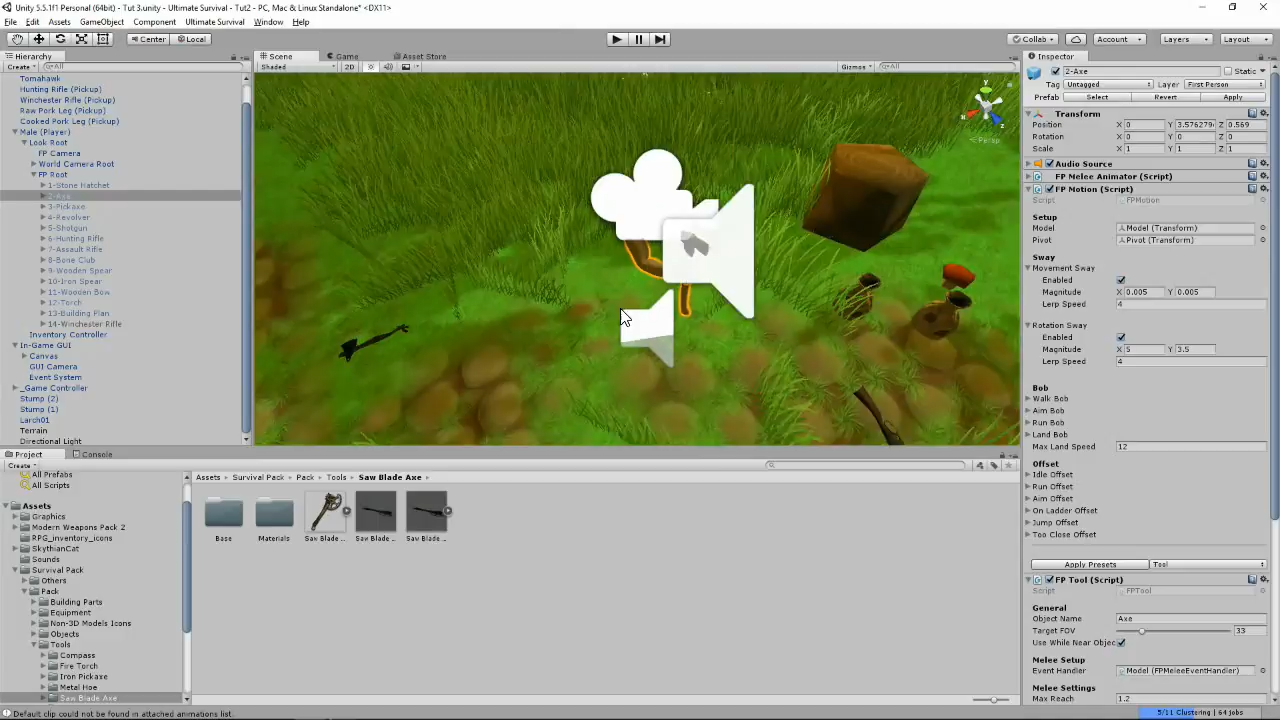 Unity 5.5.1f1 Personal (64bit) - Tut 3.unity - Ultimate Survival - Tut2 - PC, Mac & Linux Standalone* <DX11>
File Edit Assets GameObject Component Ultimate Survival Window Help
Center Local Collab Account Layers Layout
Hierarchy
Create All
Tomahawk
Hunting Rifle (Pickup)
Winchester Rifle (Pickup)
Raw Pork Leg (Pickup)
Cooked Pork Leg (Pickup)
Male (Player)
Look Root
FP Camera
World Camera Root
FP Root
1-Stone Hatchet
2-Axe
3-Pickaxe
4-Revolver
5-Shotgun
6-Hunting Rifle
7-Assault Rifle
8-Bone Club
9-Wooden Spear
10-Iron Spear
11-Wooden Bow
12-Torch
13-Building Plan
14-Winchester Rifle
Inventory Controller
In-Game GUI
Canvas
GUI Camera
Event System
_Game Controller
Stump (2)
Stump (1)
Larch01
Terrain
Directional Light
Scene Game Asset Store
Shaded 2D Gizmos All
y
x
z
Persp
Inspector
2-Axe Static
Tag Untagged Layer First Person
Prefab Select Revert Apply
Transform
Position X 0 Y 3.576279 Z 0.569
Rotation X 0 Y 0 Z 0
Scale X 1 Y 1 Z 1
Audio Source
FP Melee Animator (Script)
FP Motion (Script)
Script FPMotion
Setup
Model Model (Transform)
Pivot Pivot (Transform)
Sway
Movement Sway
Enabled
Magnitude X 0.005 Y 0.005
Lerp Speed 4
Rotation Sway
Enabled
Magnitude X 5 Y 3.5
Lerp Speed 4
Bob
Walk Bob
Aim Bob
Run Bob
Land Bob
Max Land Speed 12
Offset
Idle Offset
Run Offset
Aim Offset
On Ladder Offset
Jump Offset
Too Close Offset
Apply Presets Tool
FP Tool (Script)
Script FPTool
General
Object Name Axe
Target FOV 33
Use While Near Objec
Melee Setup
Event Handler Model (FPMeleeEventHandler)
Melee Settings
Max Reach 1.2
Project Console
Create
All Prefabs
All Scripts
Assets
Graphics
Modern Weapons Pack 2
RPG_inventory_icons
SkythianCat
Sounds
Survival Pack
Others
Pack
Building Parts
Equipment
Non-3D Models Icons
Objects
Tools
Compass
Fire Torch
Iron Pickaxe
Metal Hoe
Saw Blade Axe
Assets Survival Pack Pack Tools Saw Blade Axe
Base Materials Saw Blade ... Saw Blade ... Saw Blade ...
Default clip could not be found in attached animations list.
5/11 Clustering | 64 jobs